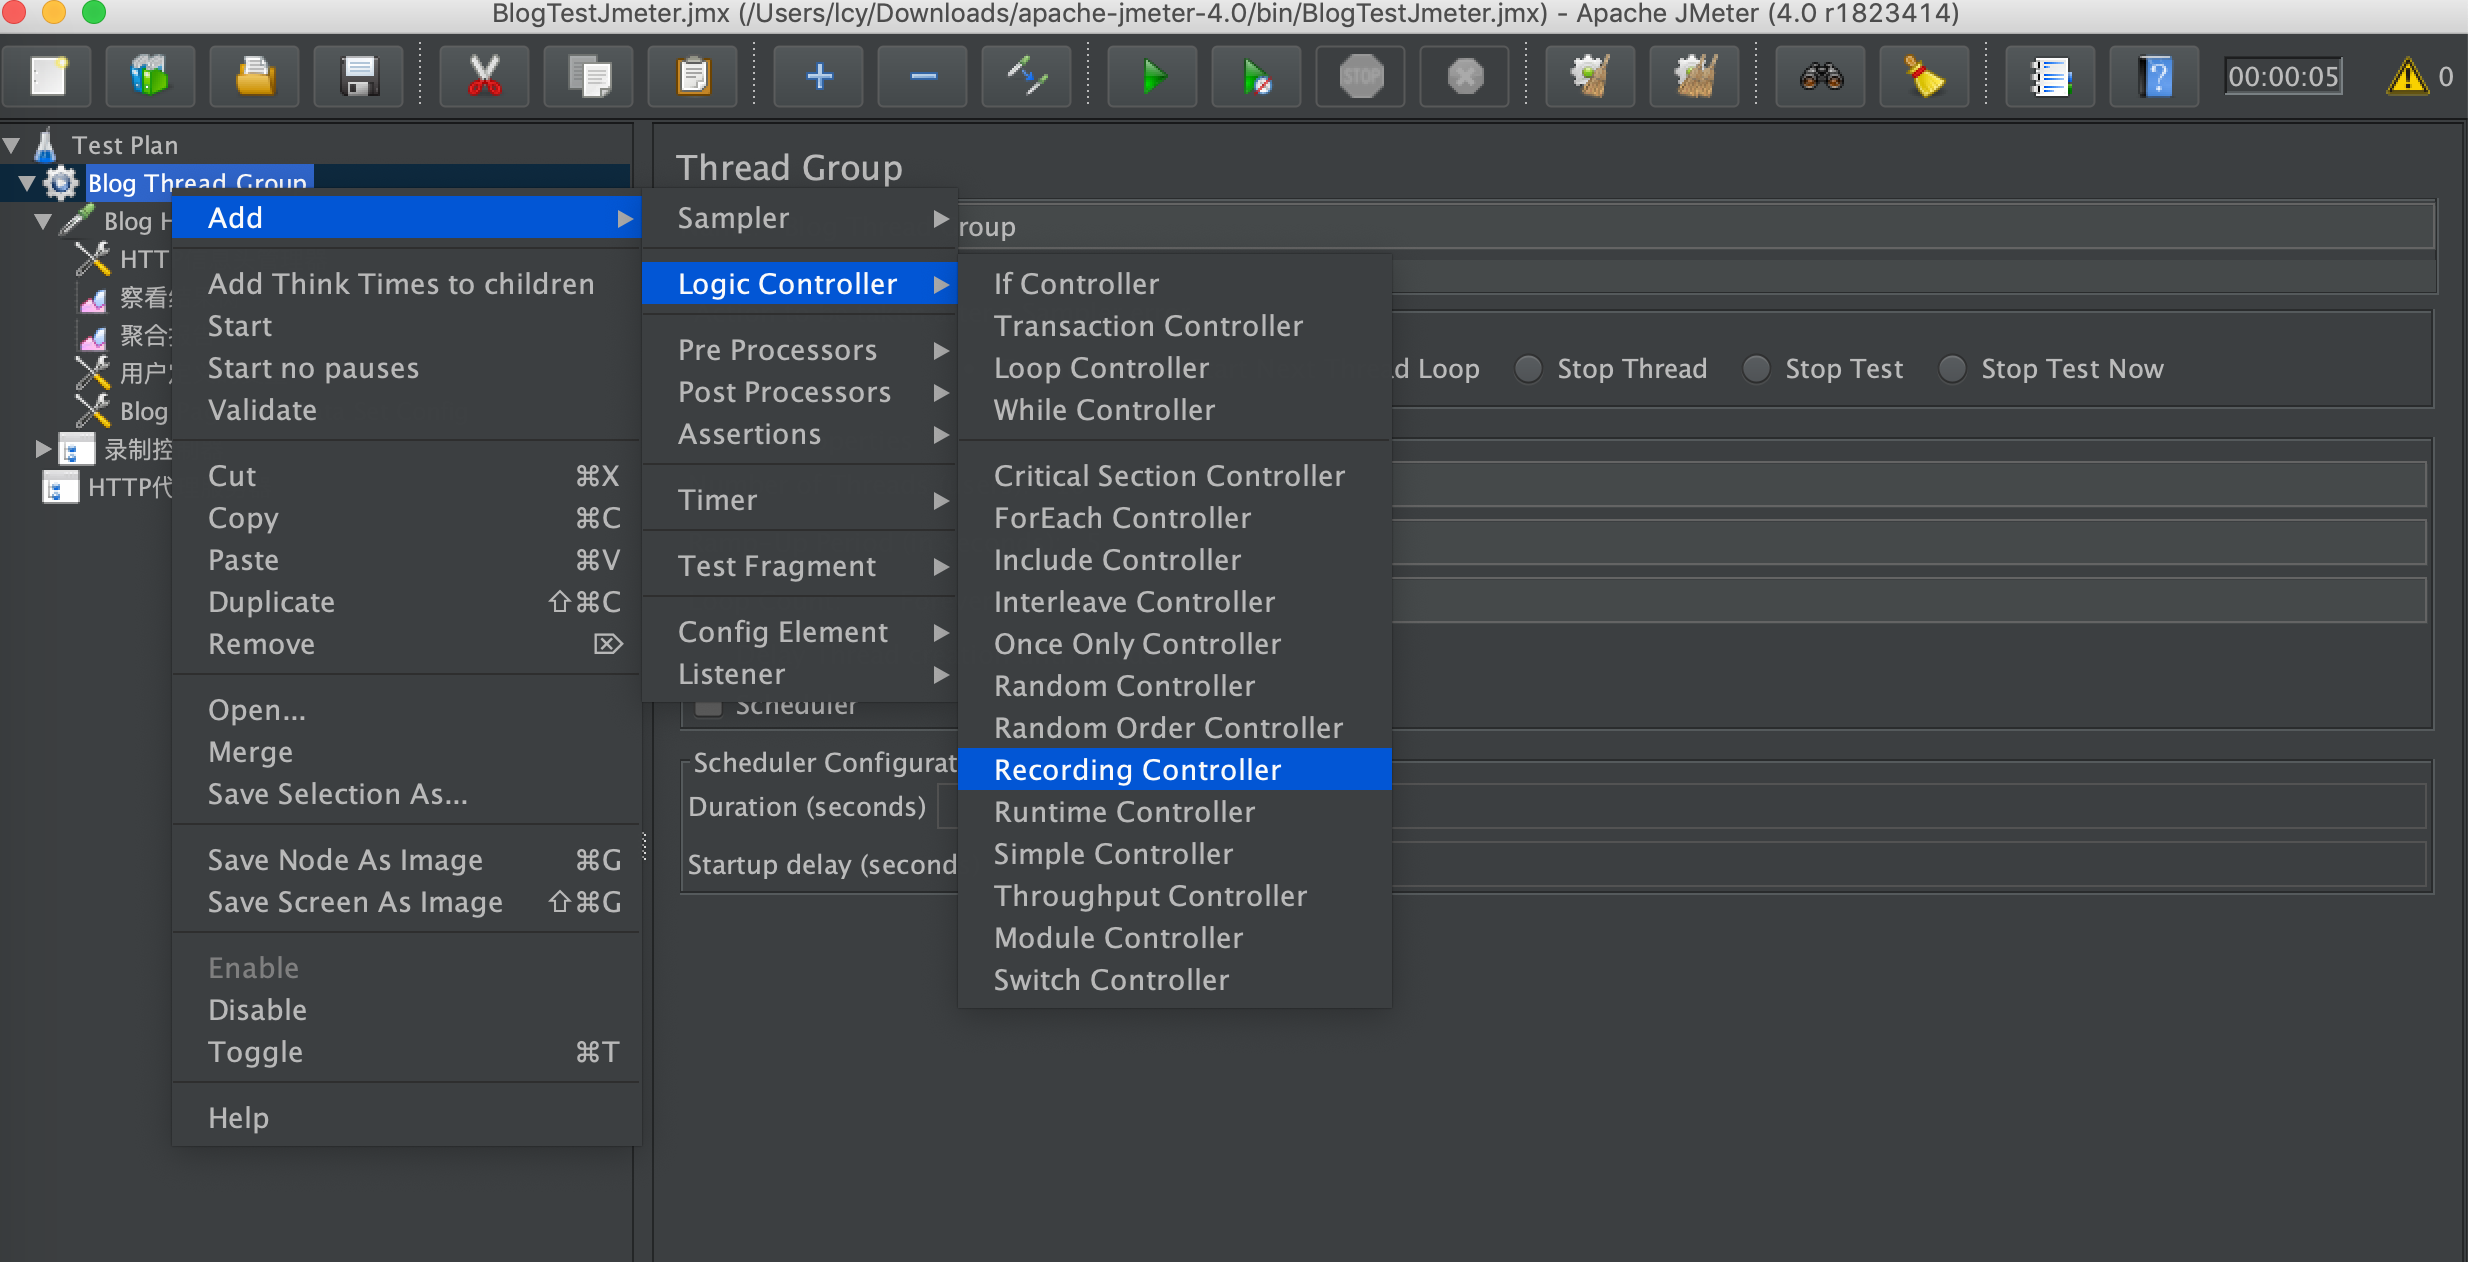 BlogTestJmeter.jmx (/Users/lcy/Downloads/apache-jmeter-4.0/bin/BlogTestJmeter.jmx) - Apache JMeter (4.0 r1823414)
STOP
00:00:05
0
Test Plan
Blog Thread Group
Blog H
HTT
察看
聚合
用户
Blog
录制控
HTTP代
Add
Add Think Times to children
Start
Start no pauses
Validate
Cut ⌘X
Copy ⌘C
Paste ⌘V
Duplicate ⇧⌘C
Remove ⌦
Open...
Merge
Save Selection As...
Save Node As Image ⌘G
Save Screen As Image ⇧⌘G
Enable
Disable
Toggle ⌘T
Help
Sampler
Logic Controller
Pre Processors
Post Processors
Assertions
Timer
Test Fragment
Config Element
Listener
If Controller
Transaction Controller
Loop Controller
While Controller
Critical Section Controller
ForEach Controller
Include Controller
Interleave Controller
Once Only Controller
Random Controller
Random Order Controller
Recording Controller
Runtime Controller
Simple Controller
Throughput Controller
Module Controller
Switch Controller
Thread Group
roup
d Loop
Stop Thread
Stop Test
Stop Test Now
Scheduler
Scheduler Configurat
Duration (seconds)
Startup delay (second